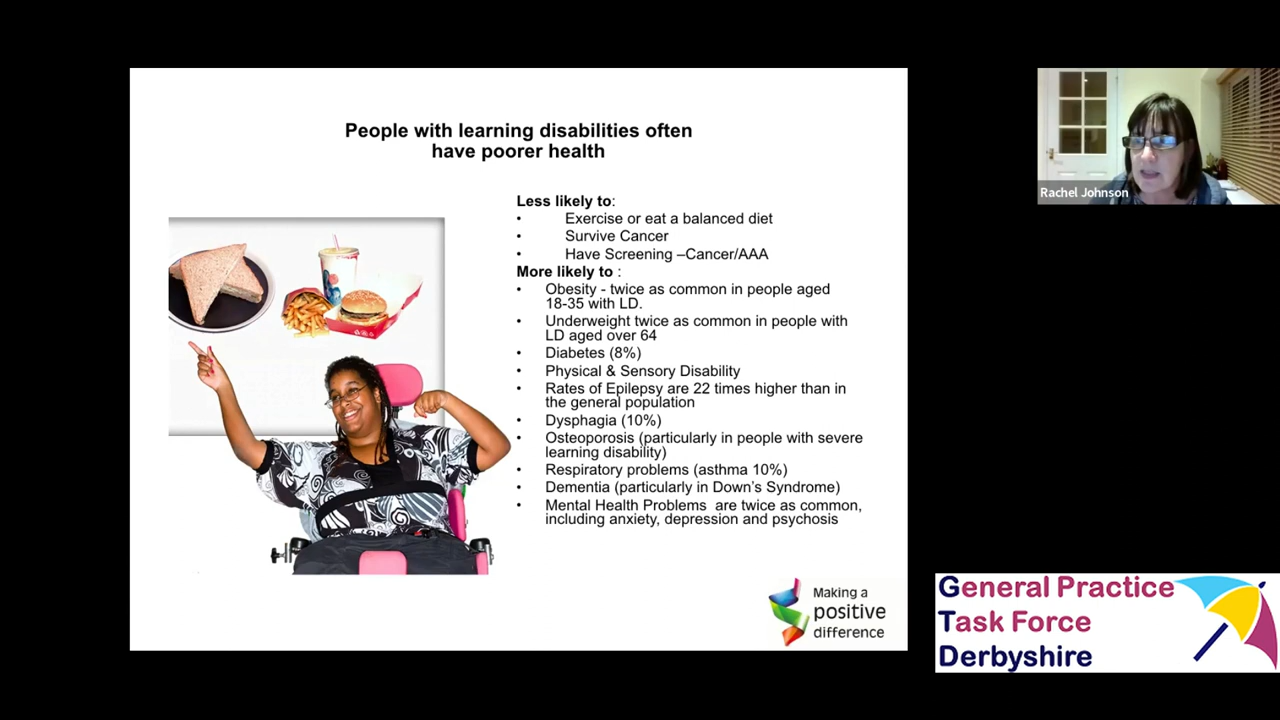 People with learning disabilities often
have poorer health
Less likely to:
• Exercise or eat a balanced diet
• Survive Cancer
• Have Screening –Cancer/AAA
More likely to :
• Obesity - twice as common in people aged
18-35 with LD.
• Underweight twice as common in people with
LD aged over 64
• Diabetes (8%)
• Physical & Sensory Disability
• Rates of Epilepsy are 22 times higher than in
the general population
• Dysphagia (10%)
• Osteoporosis (particularly in people with severe
learning disability)
• Respiratory problems (asthma 10%)
• Dementia (particularly in Down's Syndrome)
• Mental Health Problems are twice as common,
including anxiety, depression and psychosis
Making a
positive
difference
Rachel Johnson
General Practice
Task Force
Derbyshire